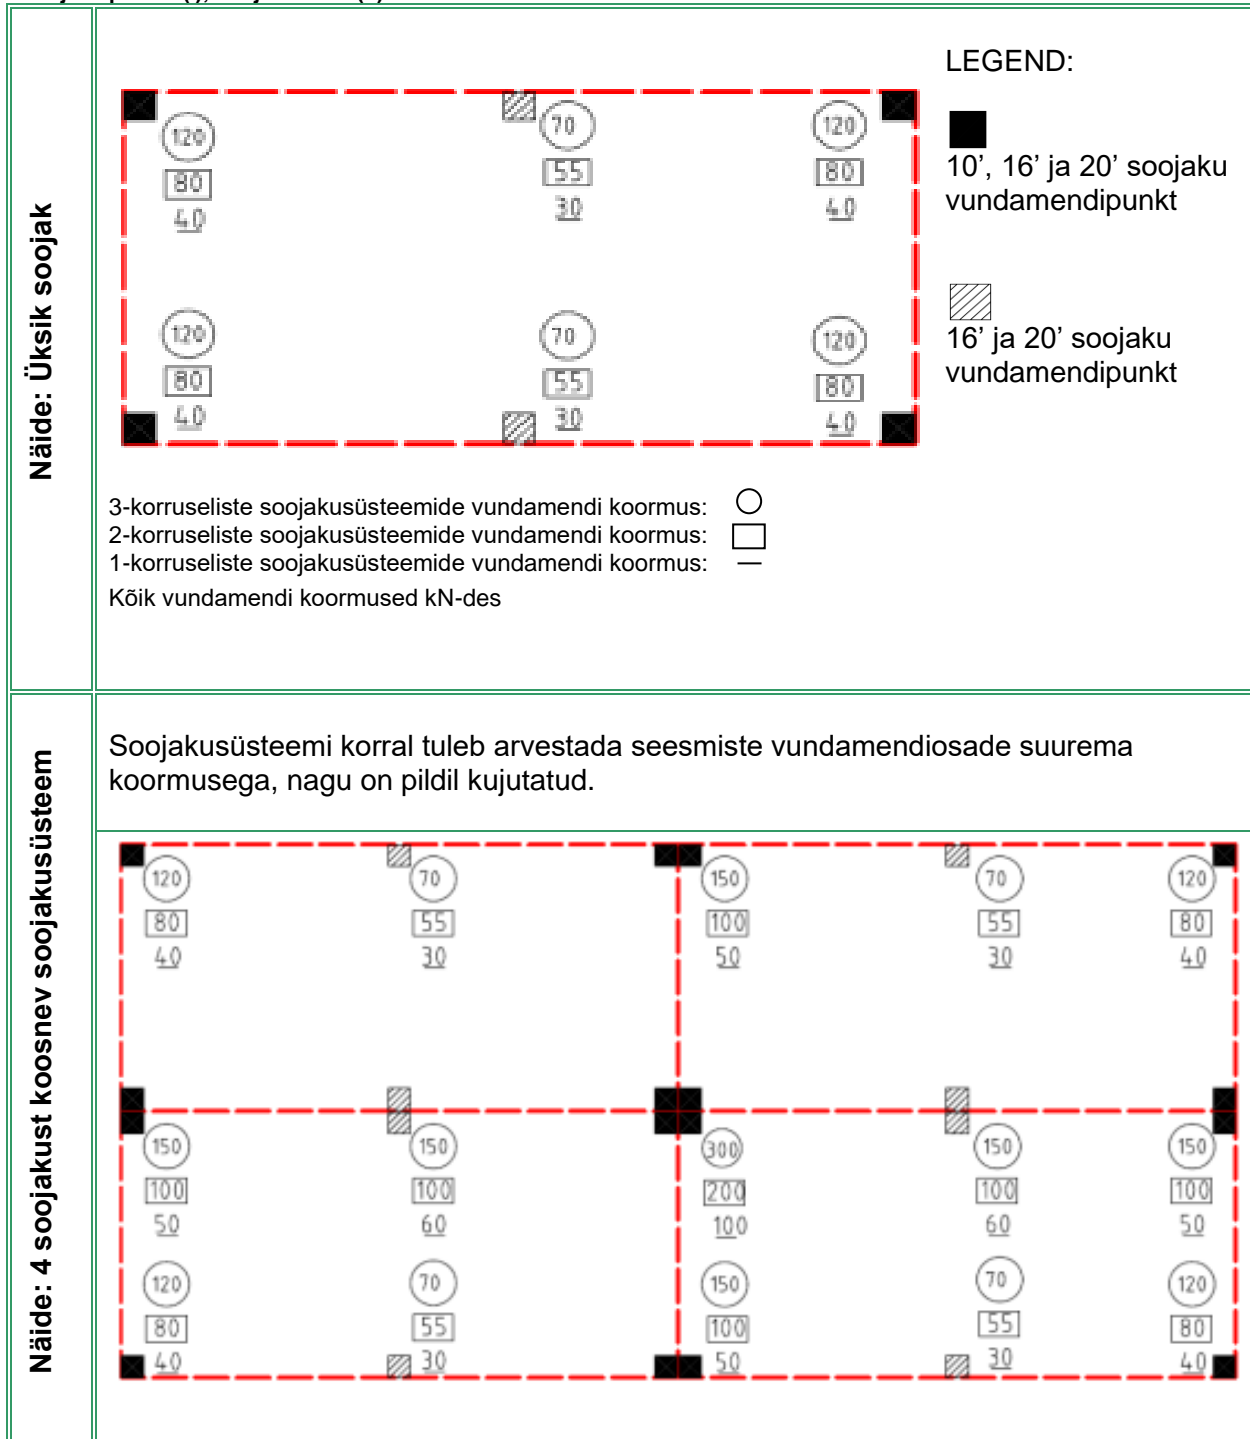 Näide: Üksik soojak
120 70 120
80 55 80
40 30 40
120 70 120
80 55 80
40 30 40
LEGEND:
10’, 16’ ja 20’ soojaku
vundamendipunkt
16’ ja 20’ soojaku
vundamendipunkt
3-korruseliste soojakusüsteemide vundamendi koormus:
2-korruseliste soojakusüsteemide vundamendi koormus:
1-korruseliste soojakusüsteemide vundamendi koormus:
Kõik vundamendi koormused kN-des
Näide: 4 soojakust koosnev soojakusüsteem
Soojakusüsteemi korral tuleb arvestada seesmiste vundamendiosade suurema
koormusega, nagu on pildil kujutatud.
120 70 150 70 120
80 55 100 55 80
40 30 50 30 40
150 150 300 150 150
100 100 200 100 100
50 60 100 60 50
120 70 150 70 120
80 55 100 55 80
40 30 50 30 40